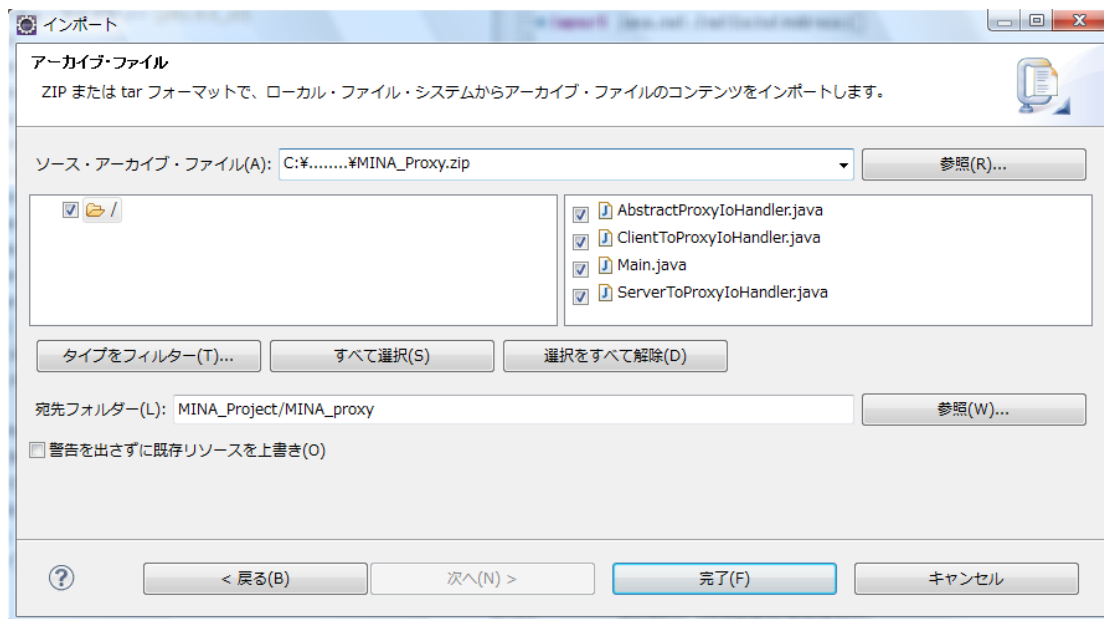 インポート
アーカイブ・ファイル
ZIP または tar フォーマットで、ローカル・ファイル・システムからアーカイブ・ファイルのコンテンツをインポートします。
ソース・アーカイブ・ファイル(A): C:¥........¥MINA_Proxy.zip 参照(R)...
/
AbstractProxyIoHandler.java
ClientToProxyIoHandler.java
Main.java
ServerToProxyIoHandler.java
タイプをフィルター(T)... すべて選択(S) 選択をすべて解除(D)
宛先フォルダー(L): MINA_Project/MINA_proxy 参照(W)...
警告を出さずに既存リソースを上書き(O)
? < 戻る(B) 次へ(N) > 完了(F) キャンセル